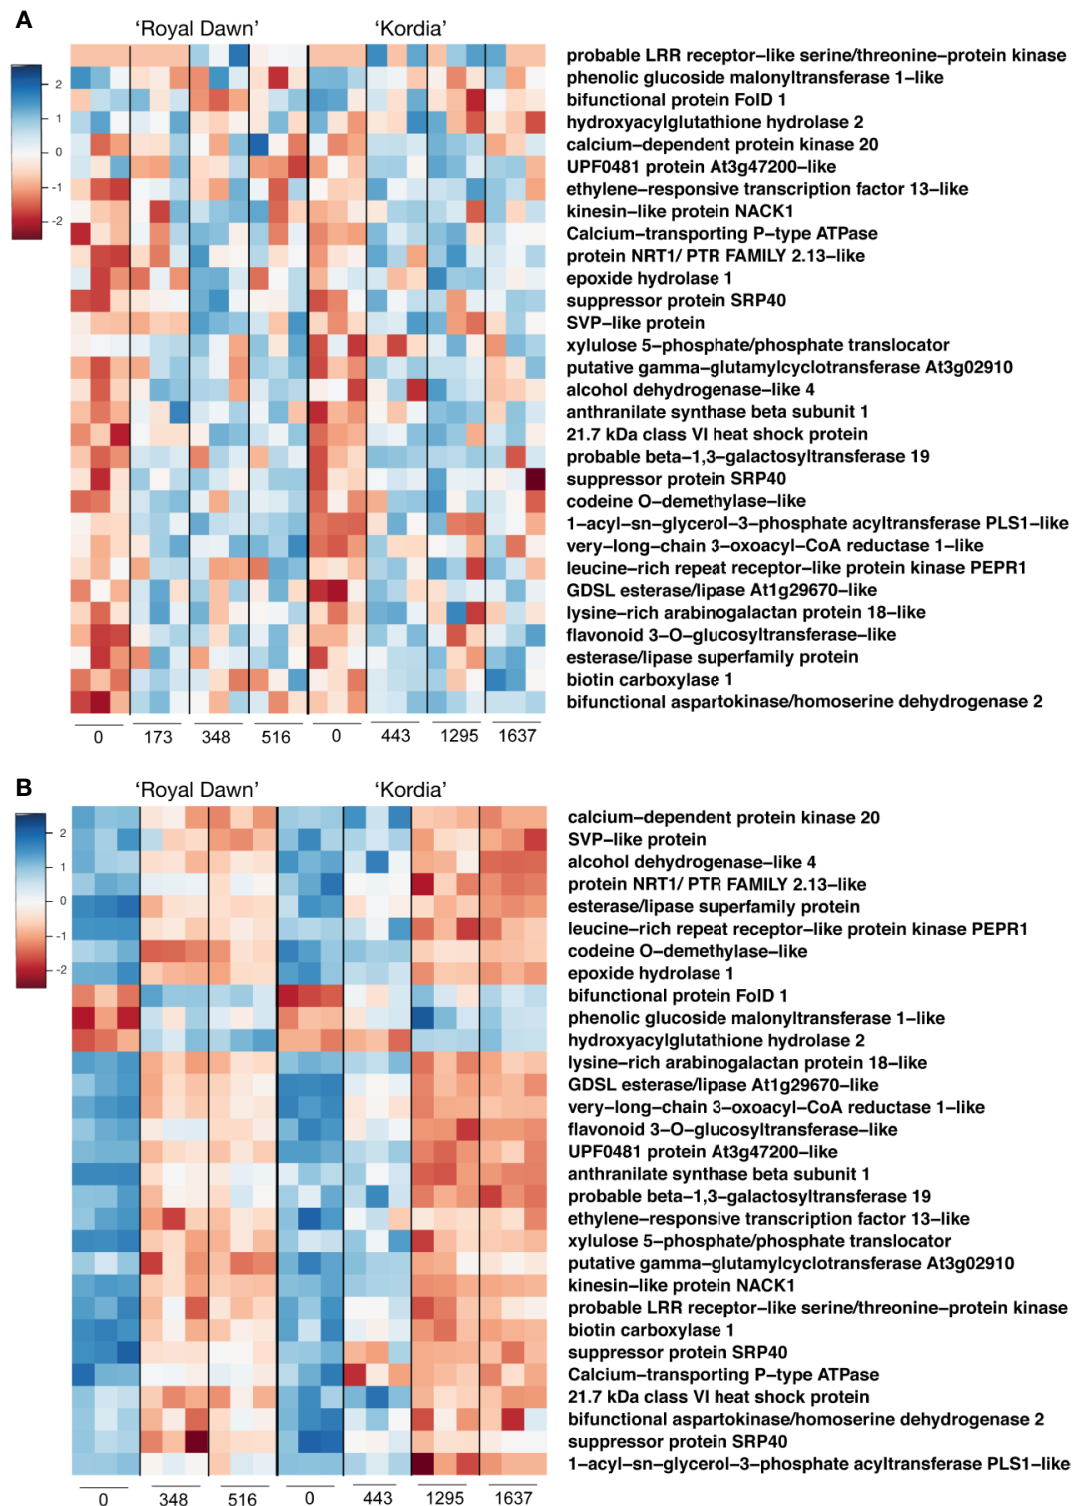 A
‘Royal Dawn’ ‘Kordia’
2
1
0
-1
-2
probable LRR receptor–like serine/threonine–protein kinase
phenolic glucoside malonyltransferase 1–like
bifunctional protein FolD 1
hydroxyacylglutathione hydrolase 2
calcium–dependent protein kinase 20
UPF0481 protein At3g47200–like
ethylene–responsive transcription factor 13–like
kinesin–like protein NACK1
Calcium–transporting P–type ATPase
protein NRT1/ PTR FAMILY 2.13–like
epoxide hydrolase 1
suppressor protein SRP40
SVP–like protein
xylulose 5–phosphate/phosphate translocator
putative gamma–glutamylcyclotransferase At3g02910
alcohol dehydrogenase–like 4
anthranilate synthase beta subunit 1
21.7 kDa class VI heat shock protein
probable beta–1,3–galactosyltransferase 19
suppressor protein SRP40
codeine O–demethylase–like
1–acyl–sn–glycerol–3–phosphate acyltransferase PLS1–like
very–long–chain 3–oxoacyl–CoA reductase 1–like
leucine–rich repeat receptor–like protein kinase PEPR1
GDSL esterase/lipase At1g29670–like
lysine–rich arabinogalactan protein 18–like
flavonoid 3–O–glucosyltransferase–like
esterase/lipase superfamily protein
biotin carboxylase 1
bifunctional aspartokinase/homoserine dehydrogenase 2
0 173 348 516 0 443 1295 1637
B
‘Royal Dawn’ ‘Kordia’
2
1
0
-1
-2
calcium–dependent protein kinase 20
SVP–like protein
alcohol dehydrogenase–like 4
protein NRT1/ PTR FAMILY 2.13–like
esterase/lipase superfamily protein
leucine–rich repeat receptor–like protein kinase PEPR1
codeine O–demethylase–like
epoxide hydrolase 1
bifunctional protein FolD 1
phenolic glucoside malonyltransferase 1–like
hydroxyacylglutathione hydrolase 2
lysine–rich arabinogalactan protein 18–like
GDSL esterase/lipase At1g29670–like
very–long–chain 3–oxoacyl–CoA reductase 1–like
flavonoid 3–O–glucosyltransferase–like
UPF0481 protein At3g47200–like
anthranilate synthase beta subunit 1
probable beta–1,3–galactosyltransferase 19
ethylene–responsive transcription factor 13–like
xylulose 5–phosphate/phosphate translocator
putative gamma–glutamylcyclotransferase At3g02910
kinesin–like protein NACK1
probable LRR receptor–like serine/threonine–protein kinase
biotin carboxylase 1
suppressor protein SRP40
Calcium–transporting P–type ATPase
21.7 kDa class VI heat shock protein
bifunctional aspartokinase/homoserine dehydrogenase 2
suppressor protein SRP40
1–acyl–sn–glycerol–3–phosphate acyltransferase PLS1–like
0 348 516 0 443 1295 1637